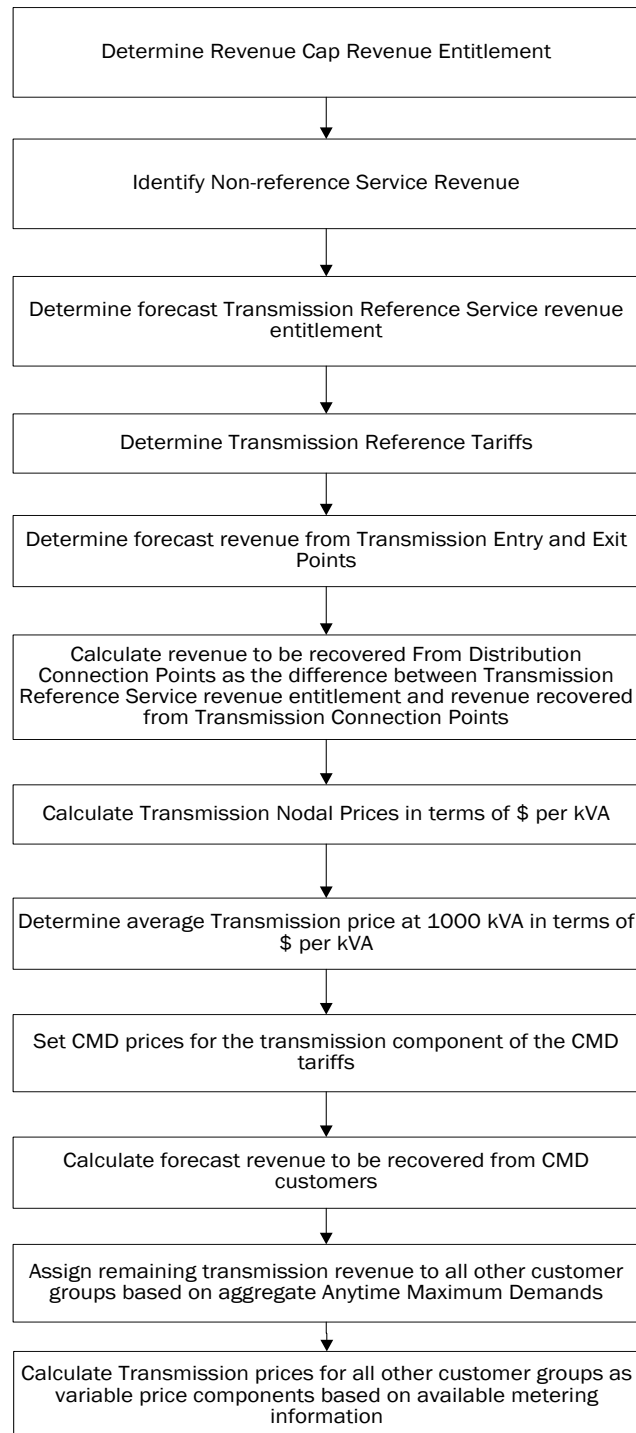 Determine Revenue Cap Revenue Entitlement
Identify Non-reference Service Revenue
Determine forecast Transmission Reference Service revenue
entitlement
Determine Transmission Reference Tariffs
Determine forecast revenue from Transmission Entry and Exit
Points
Calculate revenue to be recovered From Distribution
Connection Points as the difference between Transmission
Reference Service revenue entitlement and revenue recovered
from Transmission Connection Points
Calculate Transmission Nodal Prices in terms of $ per kVA
Determine average Transmission price at 1000 kVA in terms of
$ per kVA
Set CMD prices for the transmission component of the CMD
tariffs
Calculate forecast revenue to be recovered from CMD
customers
Assign remaining transmission revenue to all other customer
groups based on aggregate Anytime Maximum Demands
Calculate Transmission prices for all other customer groups as
variable price components based on available metering
information